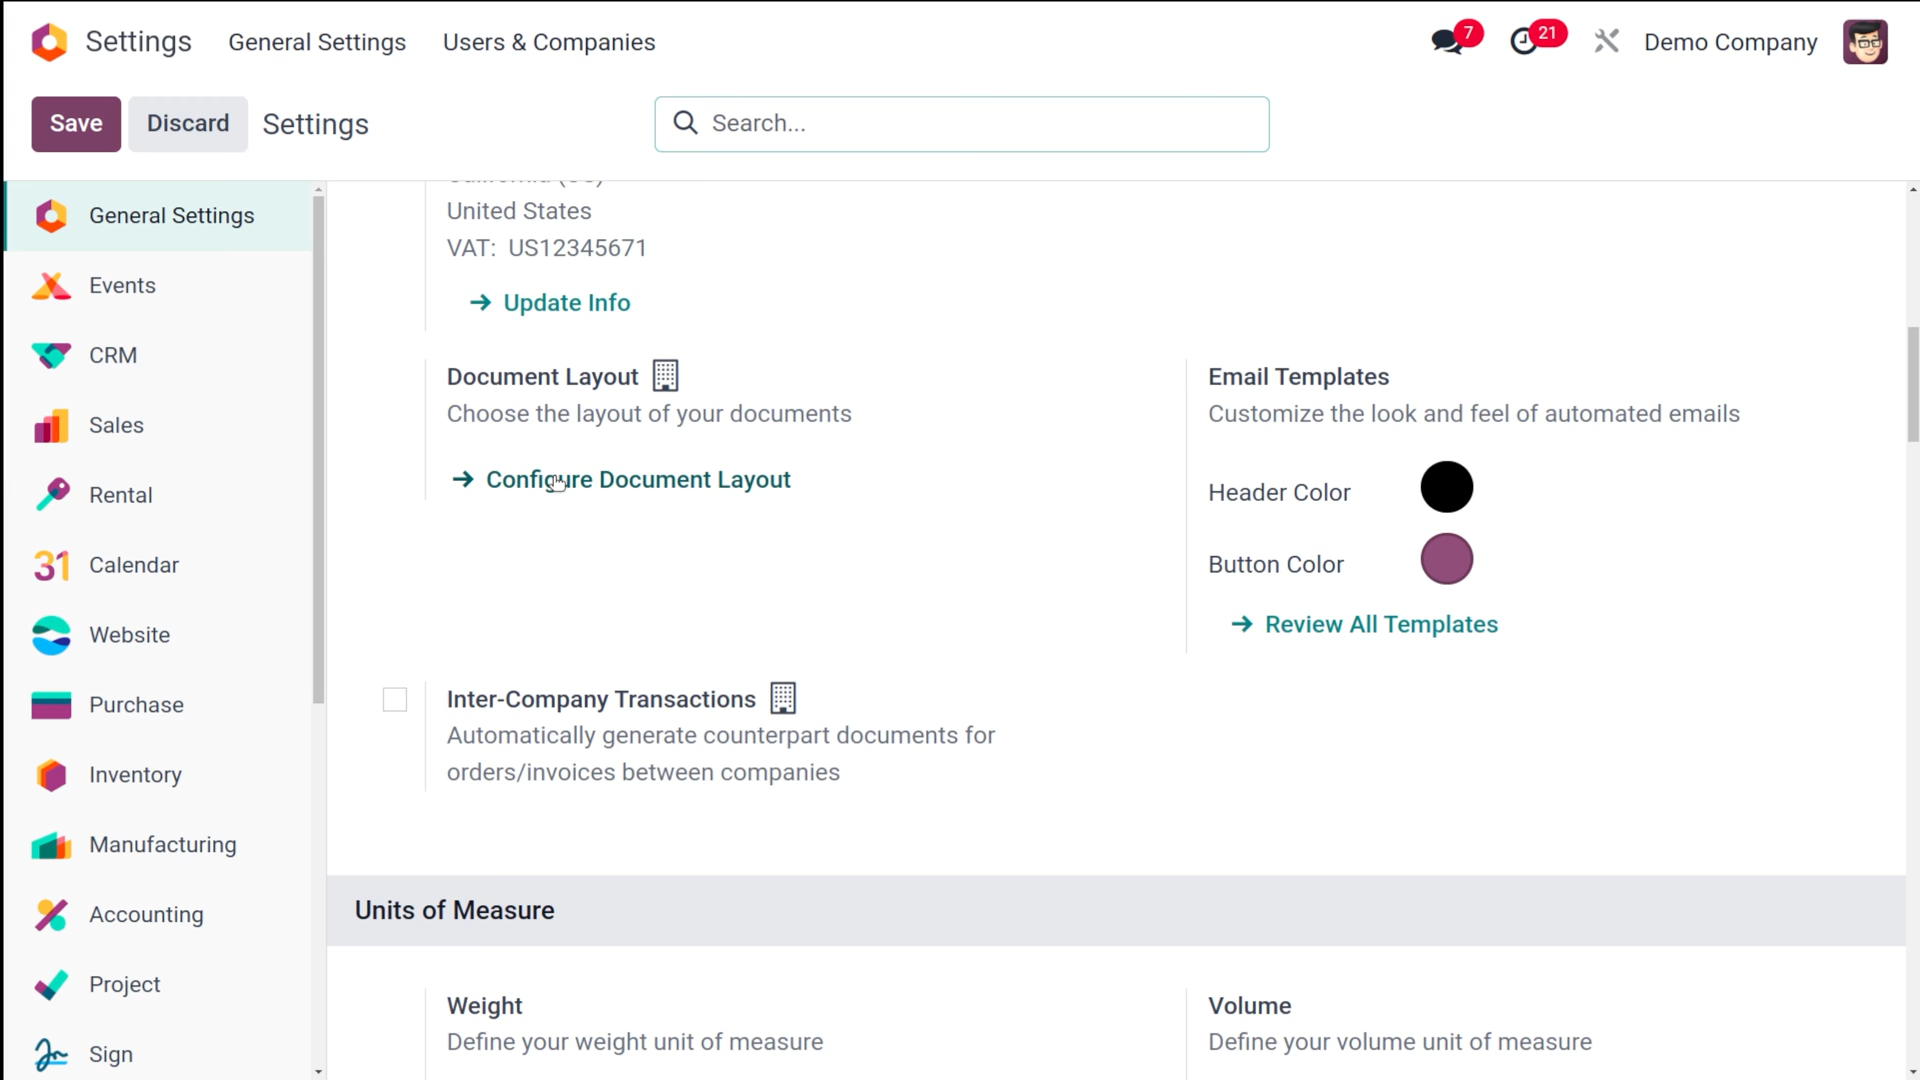 Settings General Settings Users & Companies 7 21 Demo Company
Save Discard Settings Search...
General Settings
Events
CRM
Sales
Rental
31 Calendar
Website
Purchase
Inventory
Manufacturing
Accounting
Project
Sign
United States
VAT: US12345671
Update Info
Document Layout
Choose the layout of your documents
Configure Document Layout
Email Templates
Customize the look and feel of automated emails
Header Color
Button Color
Review All Templates
Inter-Company Transactions
Automatically generate counterpart documents for
orders/invoices between companies
Units of Measure
Weight
Define your weight unit of measure
Volume
Define your volume unit of measure